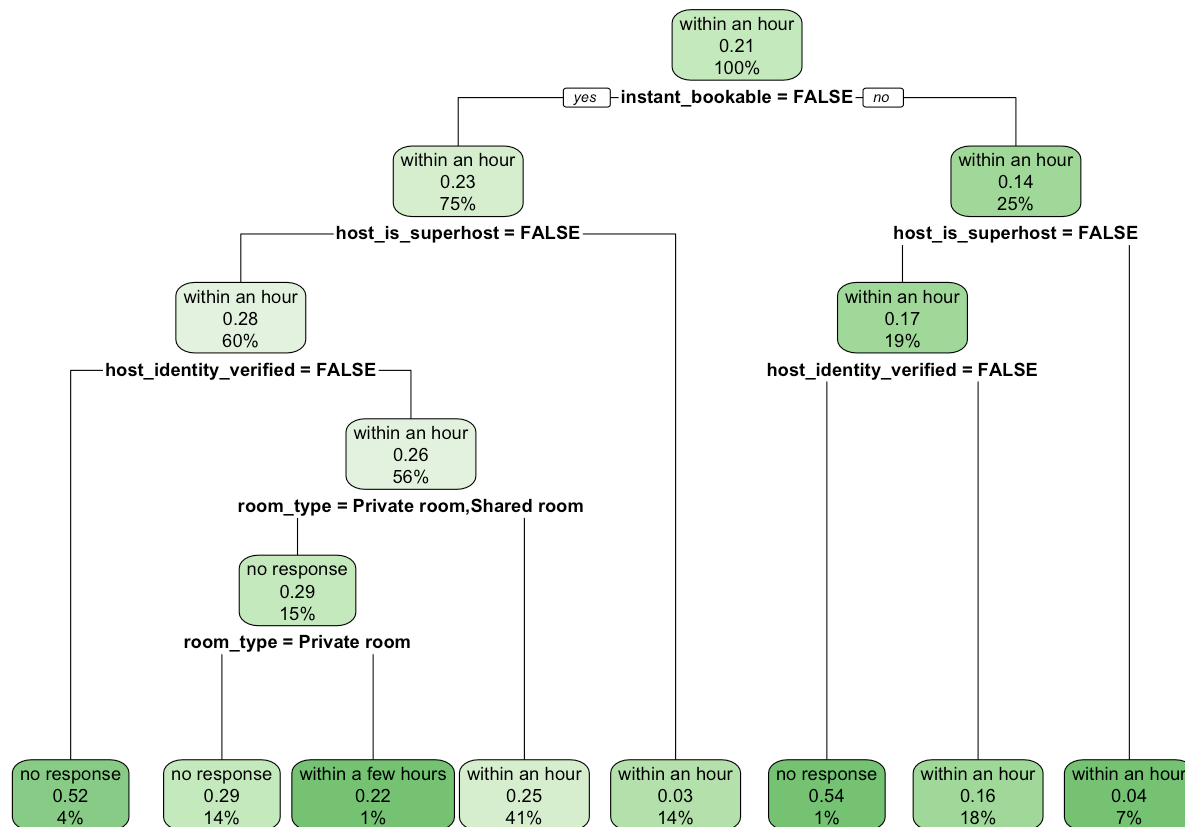 within an hour
0.21
100%
yes instant_bookable = FALSE no
within an hour
0.23
75%
within an hour
0.14
25%
host_is_superhost = FALSE
host_is_superhost = FALSE
within an hour
0.28
60%
within an hour
0.17
19%
host_identity_verified = FALSE
host_identity_verified = FALSE
within an hour
0.26
56%
room_type = Private room,Shared room
no response
0.29
15%
room_type = Private room
no response
0.52
4%
no response
0.29
14%
within a few hours
0.22
1%
within an hour
0.25
41%
within an hour
0.03
14%
no response
0.54
1%
within an hour
0.16
18%
within an hour
0.04
7%